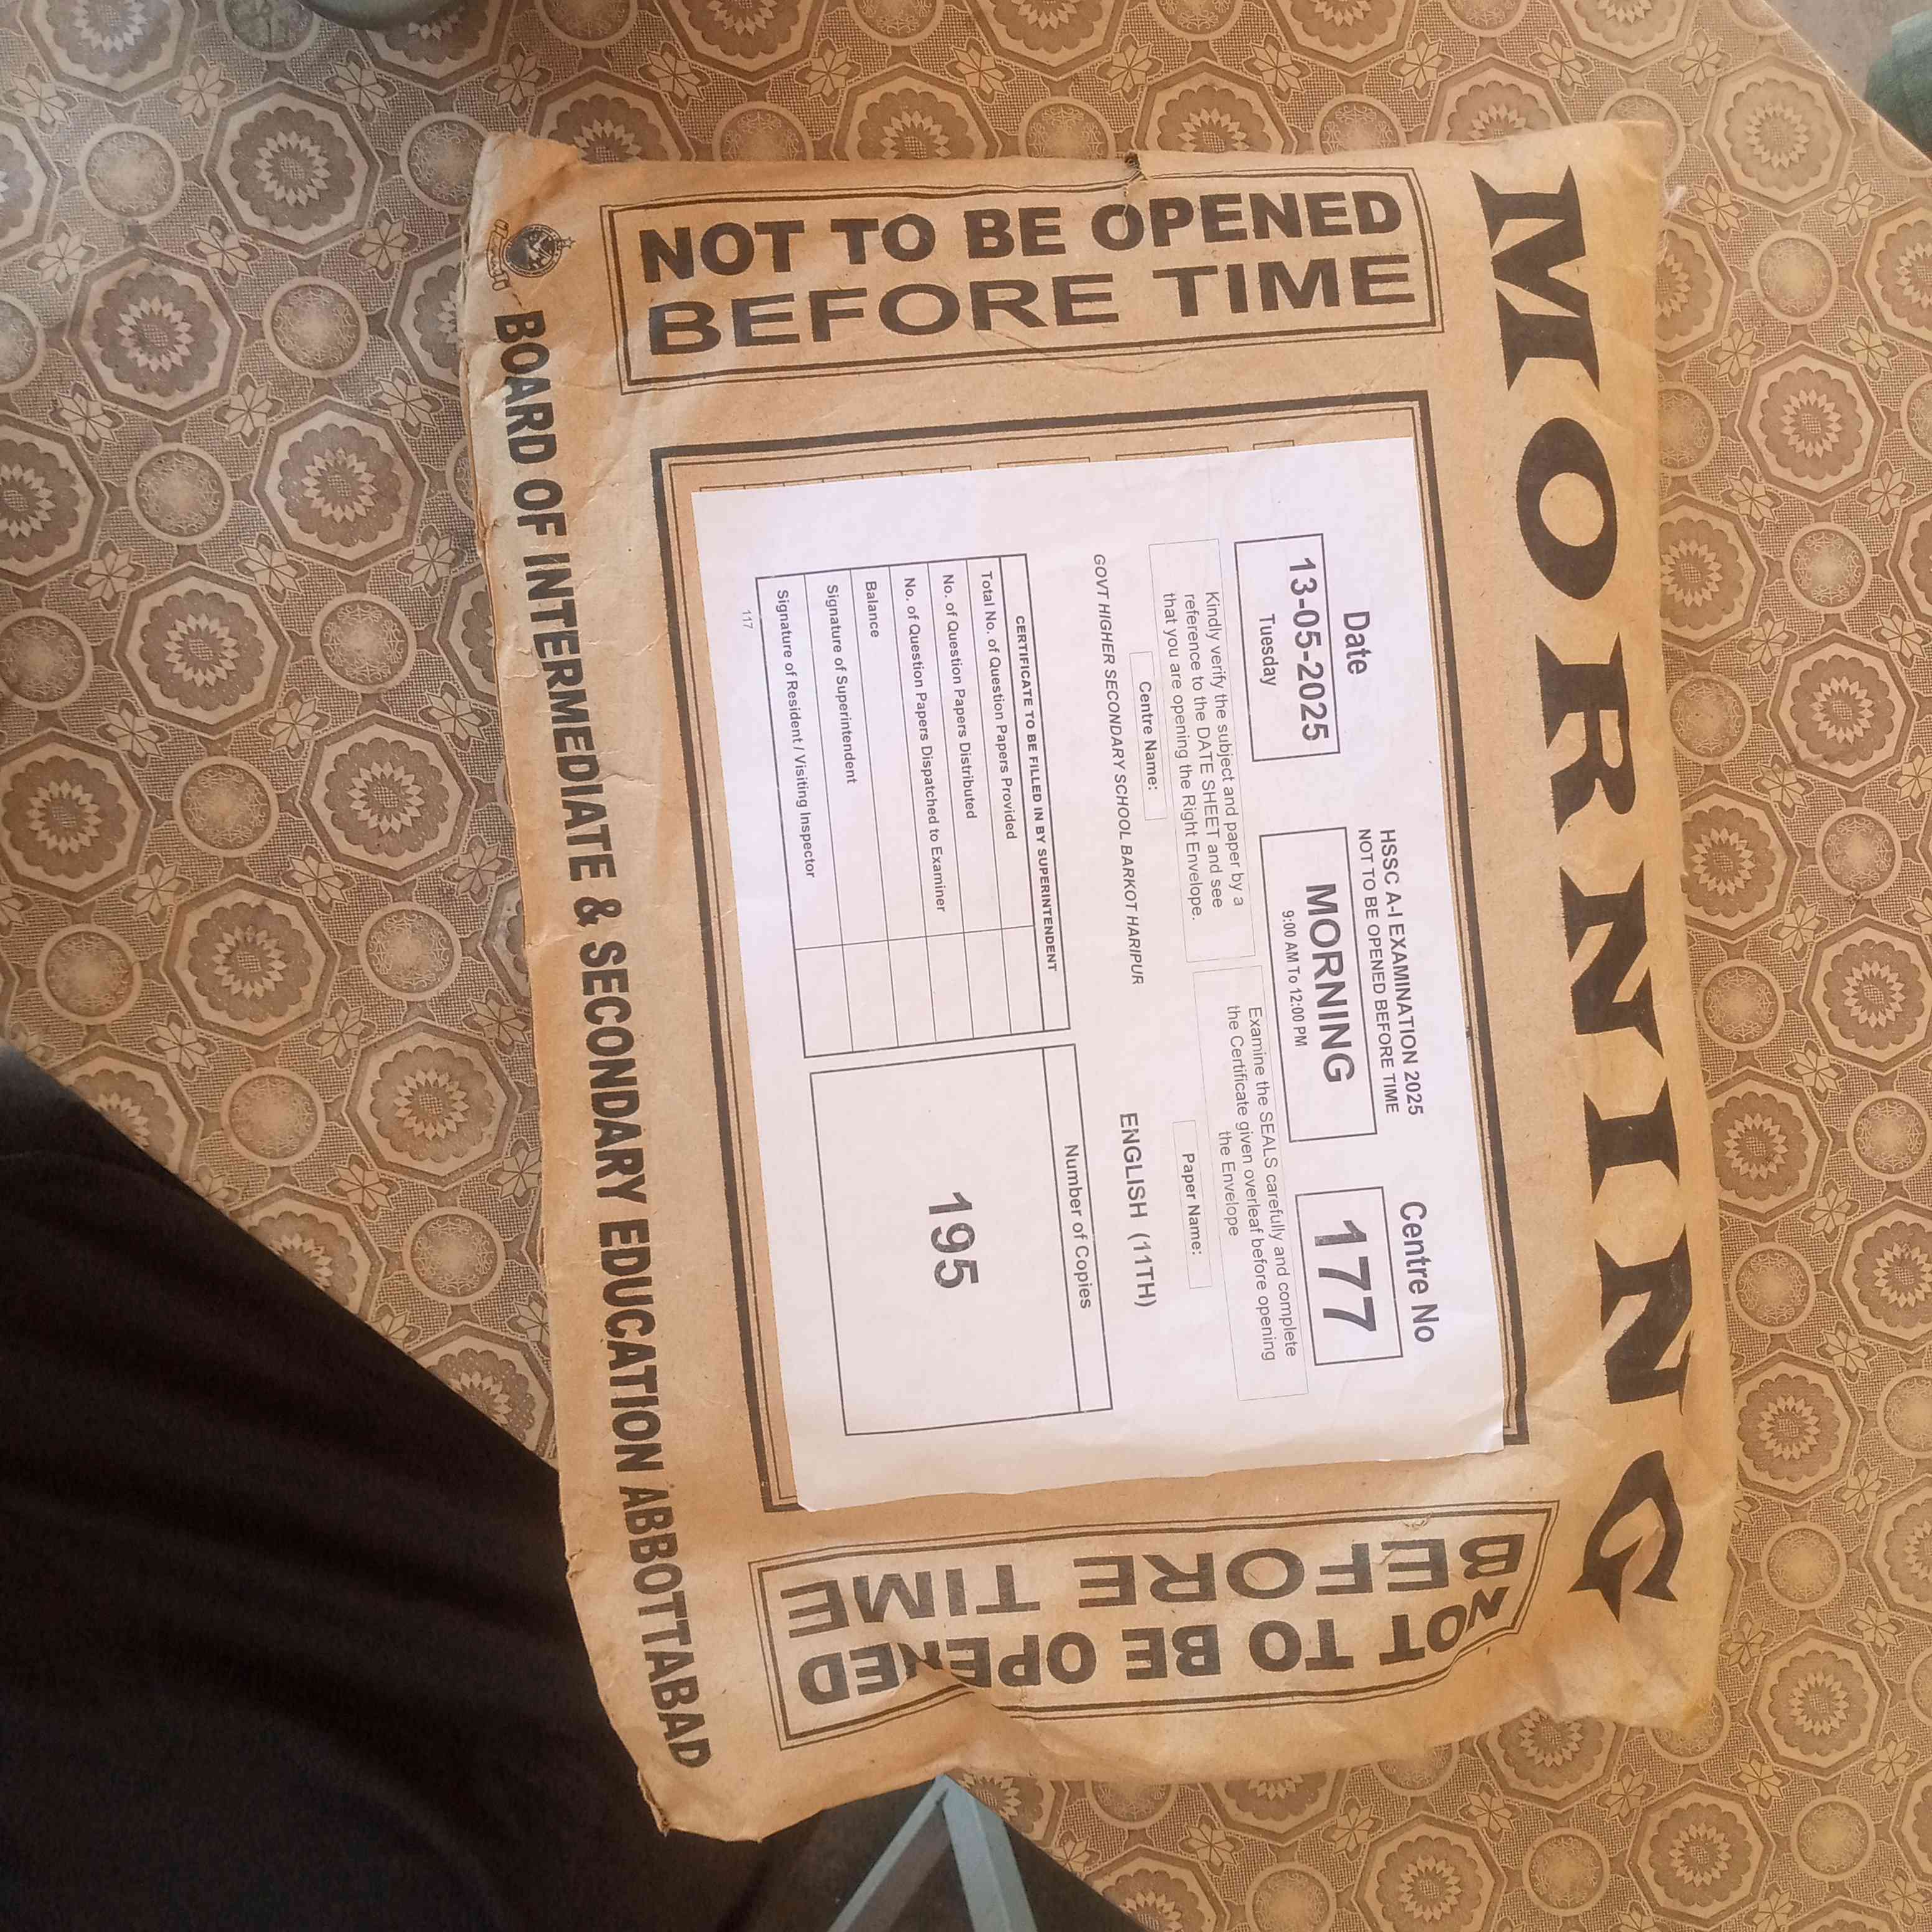 MORNING
NOT TO BE OPENED
BEFORE TIME
HSSC A-I EXAMINATION 2025
NOT TO BE OPENED BEFORE TIME
Date
13-05-2025
Tuesday
MORNING
9:00 AM To 12:00 PM
Centre No
177
Kindly verify the subject and paper by a
reference to the DATE SHEET and see
that you are opening the Right Envelope.
Examine the SEALS carefully and complete
the Certificate given overleaf before opening
the Envelope
Centre Name:
GOVT HIGHER SECONDARY SCHOOL BARKOT HARIPUR
Paper Name:
ENGLISH (11TH)
CERTIFICATE TO BE FILLED IN BY SUPERINTENDENT
Total No. of Question Papers Provided
No. of Question Papers Distributed
No. of Question Papers Dispatched to Examiner
Balance
Signature of Superintendent
Signature of Resident / Visiting Inspector
Number of Copies
195
117
NOT TO BE OPENED
BEFORE TIME
BOARD OF INTERMEDIATE & SECONDARY EDUCATION ABBOTTABAD